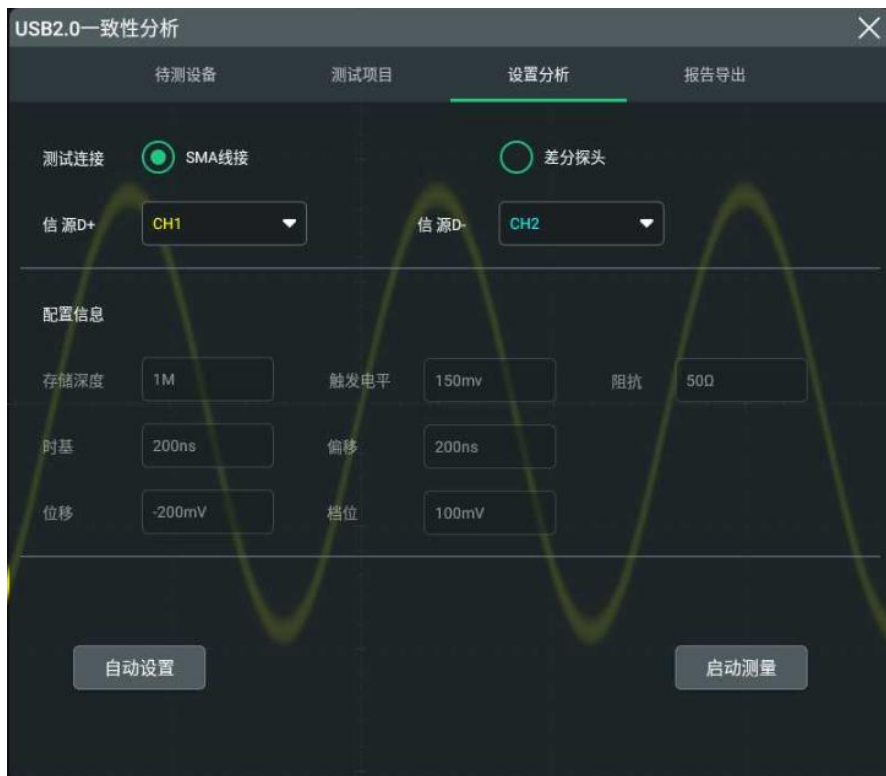 USB2.0一致性分析
待测设备 测试项目 设置分析 报告导出
测试连接 SMA线接 差分探头
信 源D+ CH1 信 源D- CH2
配置信息
存储深度 1M 触发电平 150mv 阻抗 50Ω
时基 200ns 偏移 200ns
位移 -200mV 档位 100mV
自动设置 启动测量